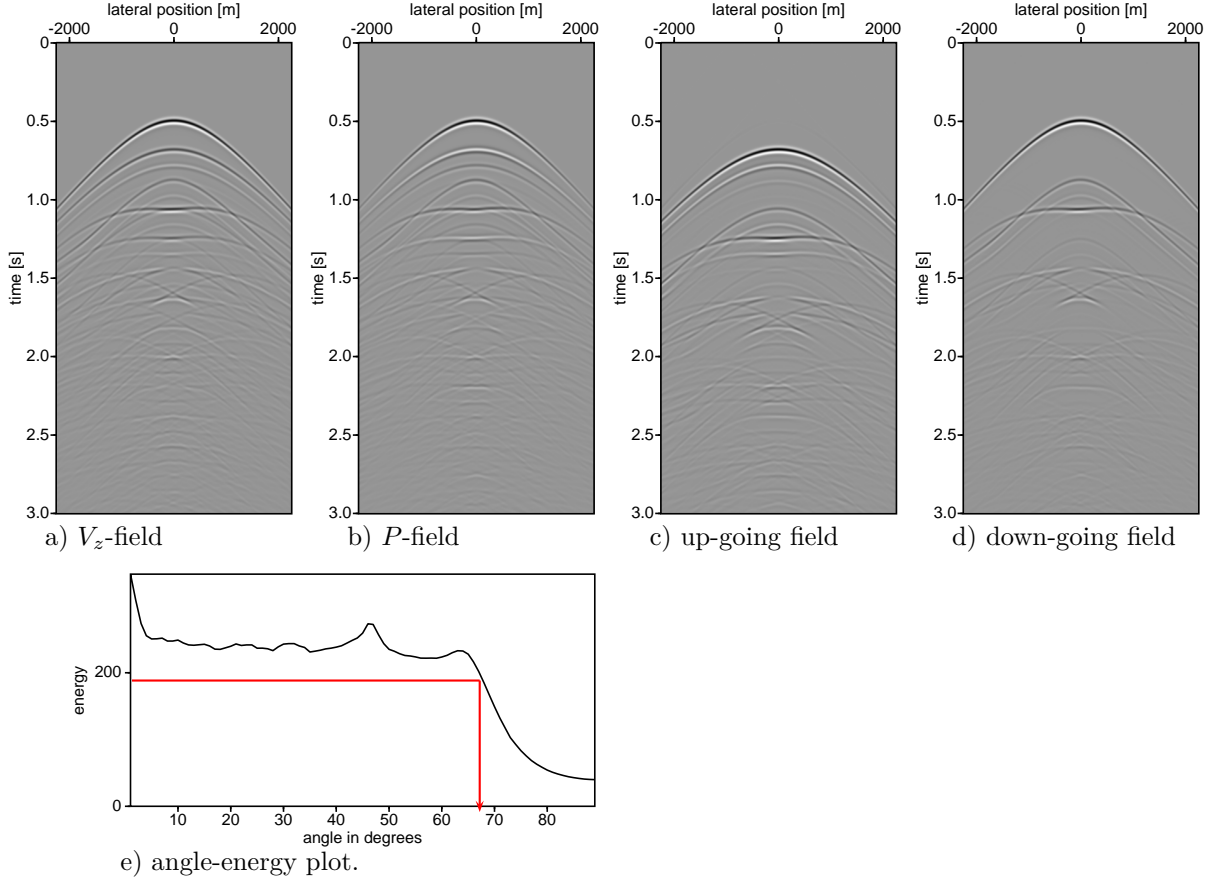 lateral position [m]
-2000 0 2000
0
0.5
1.0
1.5
2.0
2.5
3.0
time [s]
a) Vz-field
lateral position [m]
-2000 0 2000
0
0.5
1.0
1.5
2.0
2.5
3.0
time [s]
b) P-field
lateral position [m]
-2000 0 2000
0
0.5
1.0
1.5
2.0
2.5
3.0
time [s]
c) up-going field
lateral position [m]
-2000 0 2000
0
0.5
1.0
1.5
2.0
2.5
3.0
time [s]
d) down-going field
200
0
energy
10 20 30 40 50 60 70 80
angle in degrees
e) angle-energy plot.